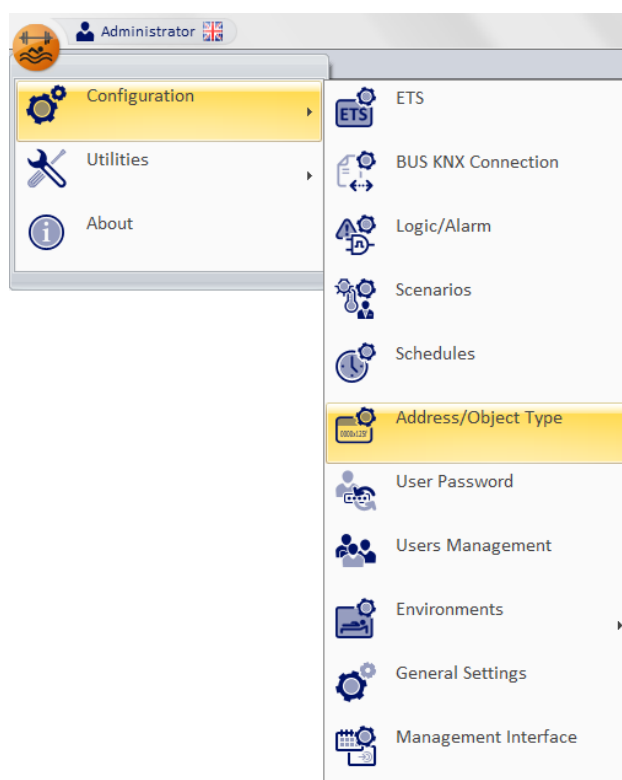 Administrator
Configuration
Utilities
About
ETS
ETS
BUS KNX Connection
Logic/Alarm
Scenarios
Schedules
Address/Object Type
User Password
Users Management
Environments
General Settings
Management Interface